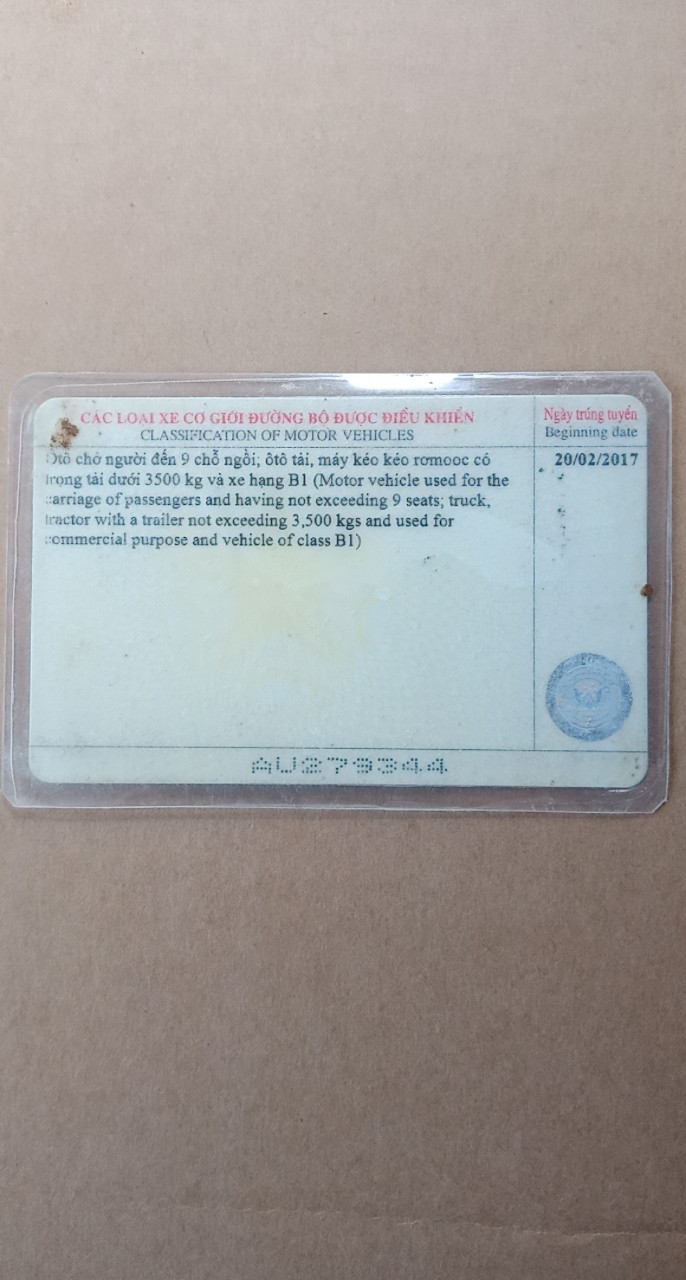 CÁC LOẠI XE CƠ GIỚI ĐƯỜNG BỘ ĐƯỢC ĐIỀU KHIỂN
CLASSIFICATION OF MOTOR VEHICLES
Ngày trúng tuyển
Beginning date
Ôtô chở người đến 9 chỗ ngồi; ôtô tải, máy kéo kéo rơmooc có
trọng tải dưới 3500 kg và xe hạng B1 (Motor vehicle used for the
carriage of passengers and having not exceeding 9 seats; truck,
tractor with a trailer not exceeding 3,500 kgs and used for
commercial purpose and vehicle of class B1)
20/02/2017
AU279344